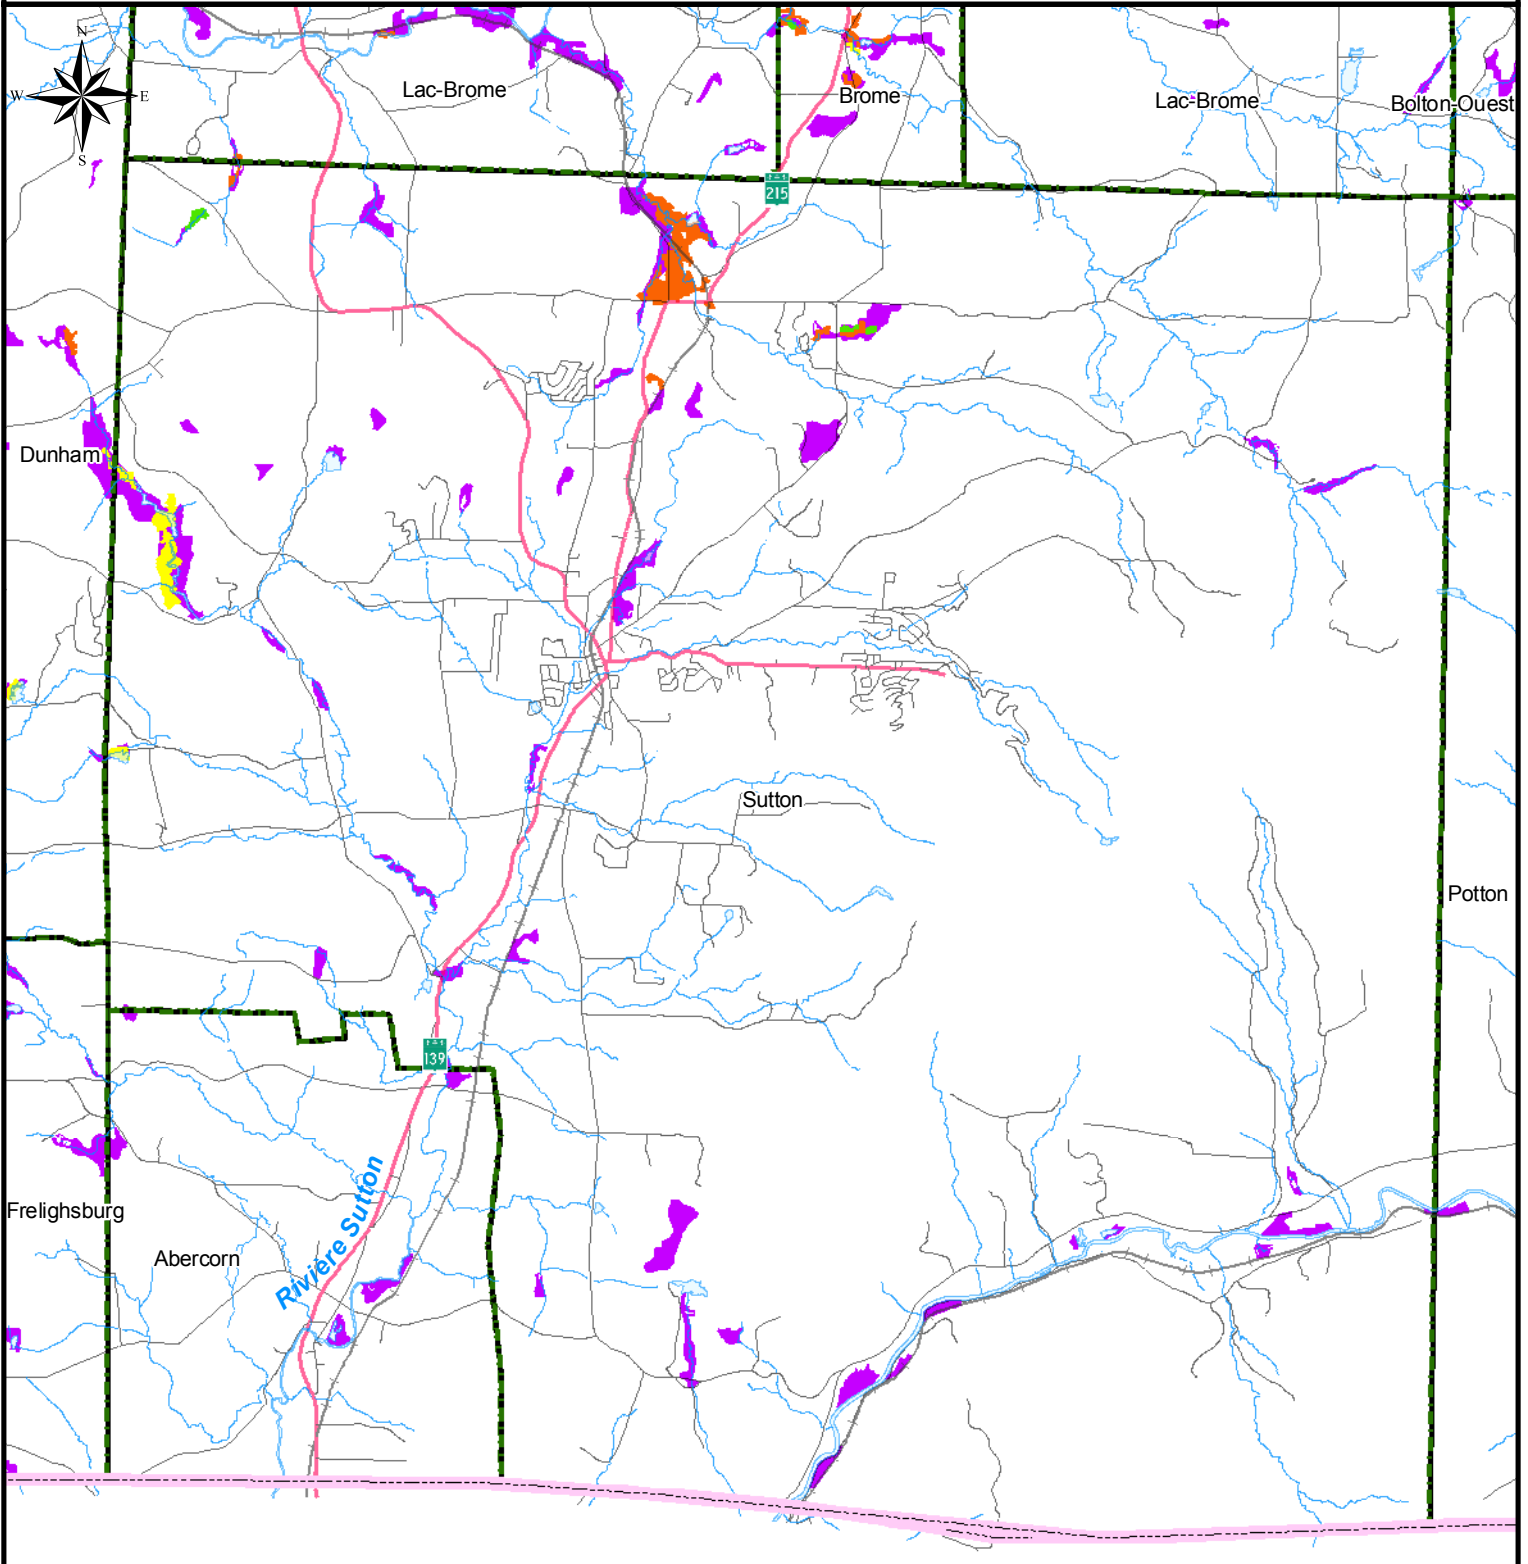 N
W
E
S
Lac-Brome
Brome
Lac-Brome
Bolton-Ouest
215
Dunham
Sutton
Potton
139
Rivière Sutton
Frelighsburg
Abercorn